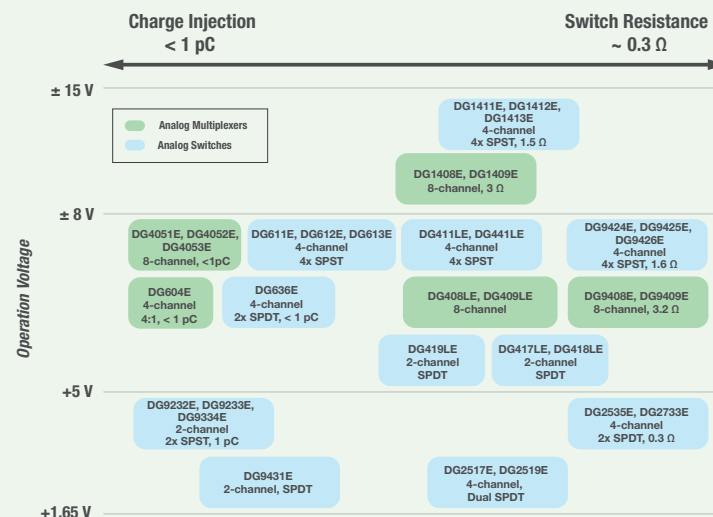 Charge Injection
< 1 pC
Switch Resistance
~ 0.3 Ω
± 15 V
Analog Multiplexers
Analog Switches
DG1411E, DG1412E,
DG1413E
4-channel
4x SPST, 1.5 Ω
DG1408E, DG1409E
8-channel, 3 Ω
± 8 V
Operation Voltage
DG4051E, DG4052E,
DG4053E
8-channel, <1pC
DG611E, DG612E, DG613E
4-channel
4x SPST
DG411LE, DG441LE
4-channel
4x SPST
DG9424E, DG9425E,
DG9426E
4-channel
4x SPST, 1.6 Ω
DG604E
4-channel
4:1, < 1 pC
DG636E
4-channel
2x SPDT, < 1 pC
DG408LE, DG409LE
8-channel
DG9408E, DG9409E
8-channel, 3.2 Ω
DG419LE
2-channel
SPDT
DG417LE, DG418LE
2-channel
SPDT
+5 V
DG9232E, DG9233E,
DG9334E
2-channel
2x SPST, 1 pC
DG2535E, DG2733E
4-channel
2x SPDT, 0.3 Ω
DG9431E
2-channel, SPDT
DG2517E, DG2519E
4-channel,
Dual SPDT
+1.65 V